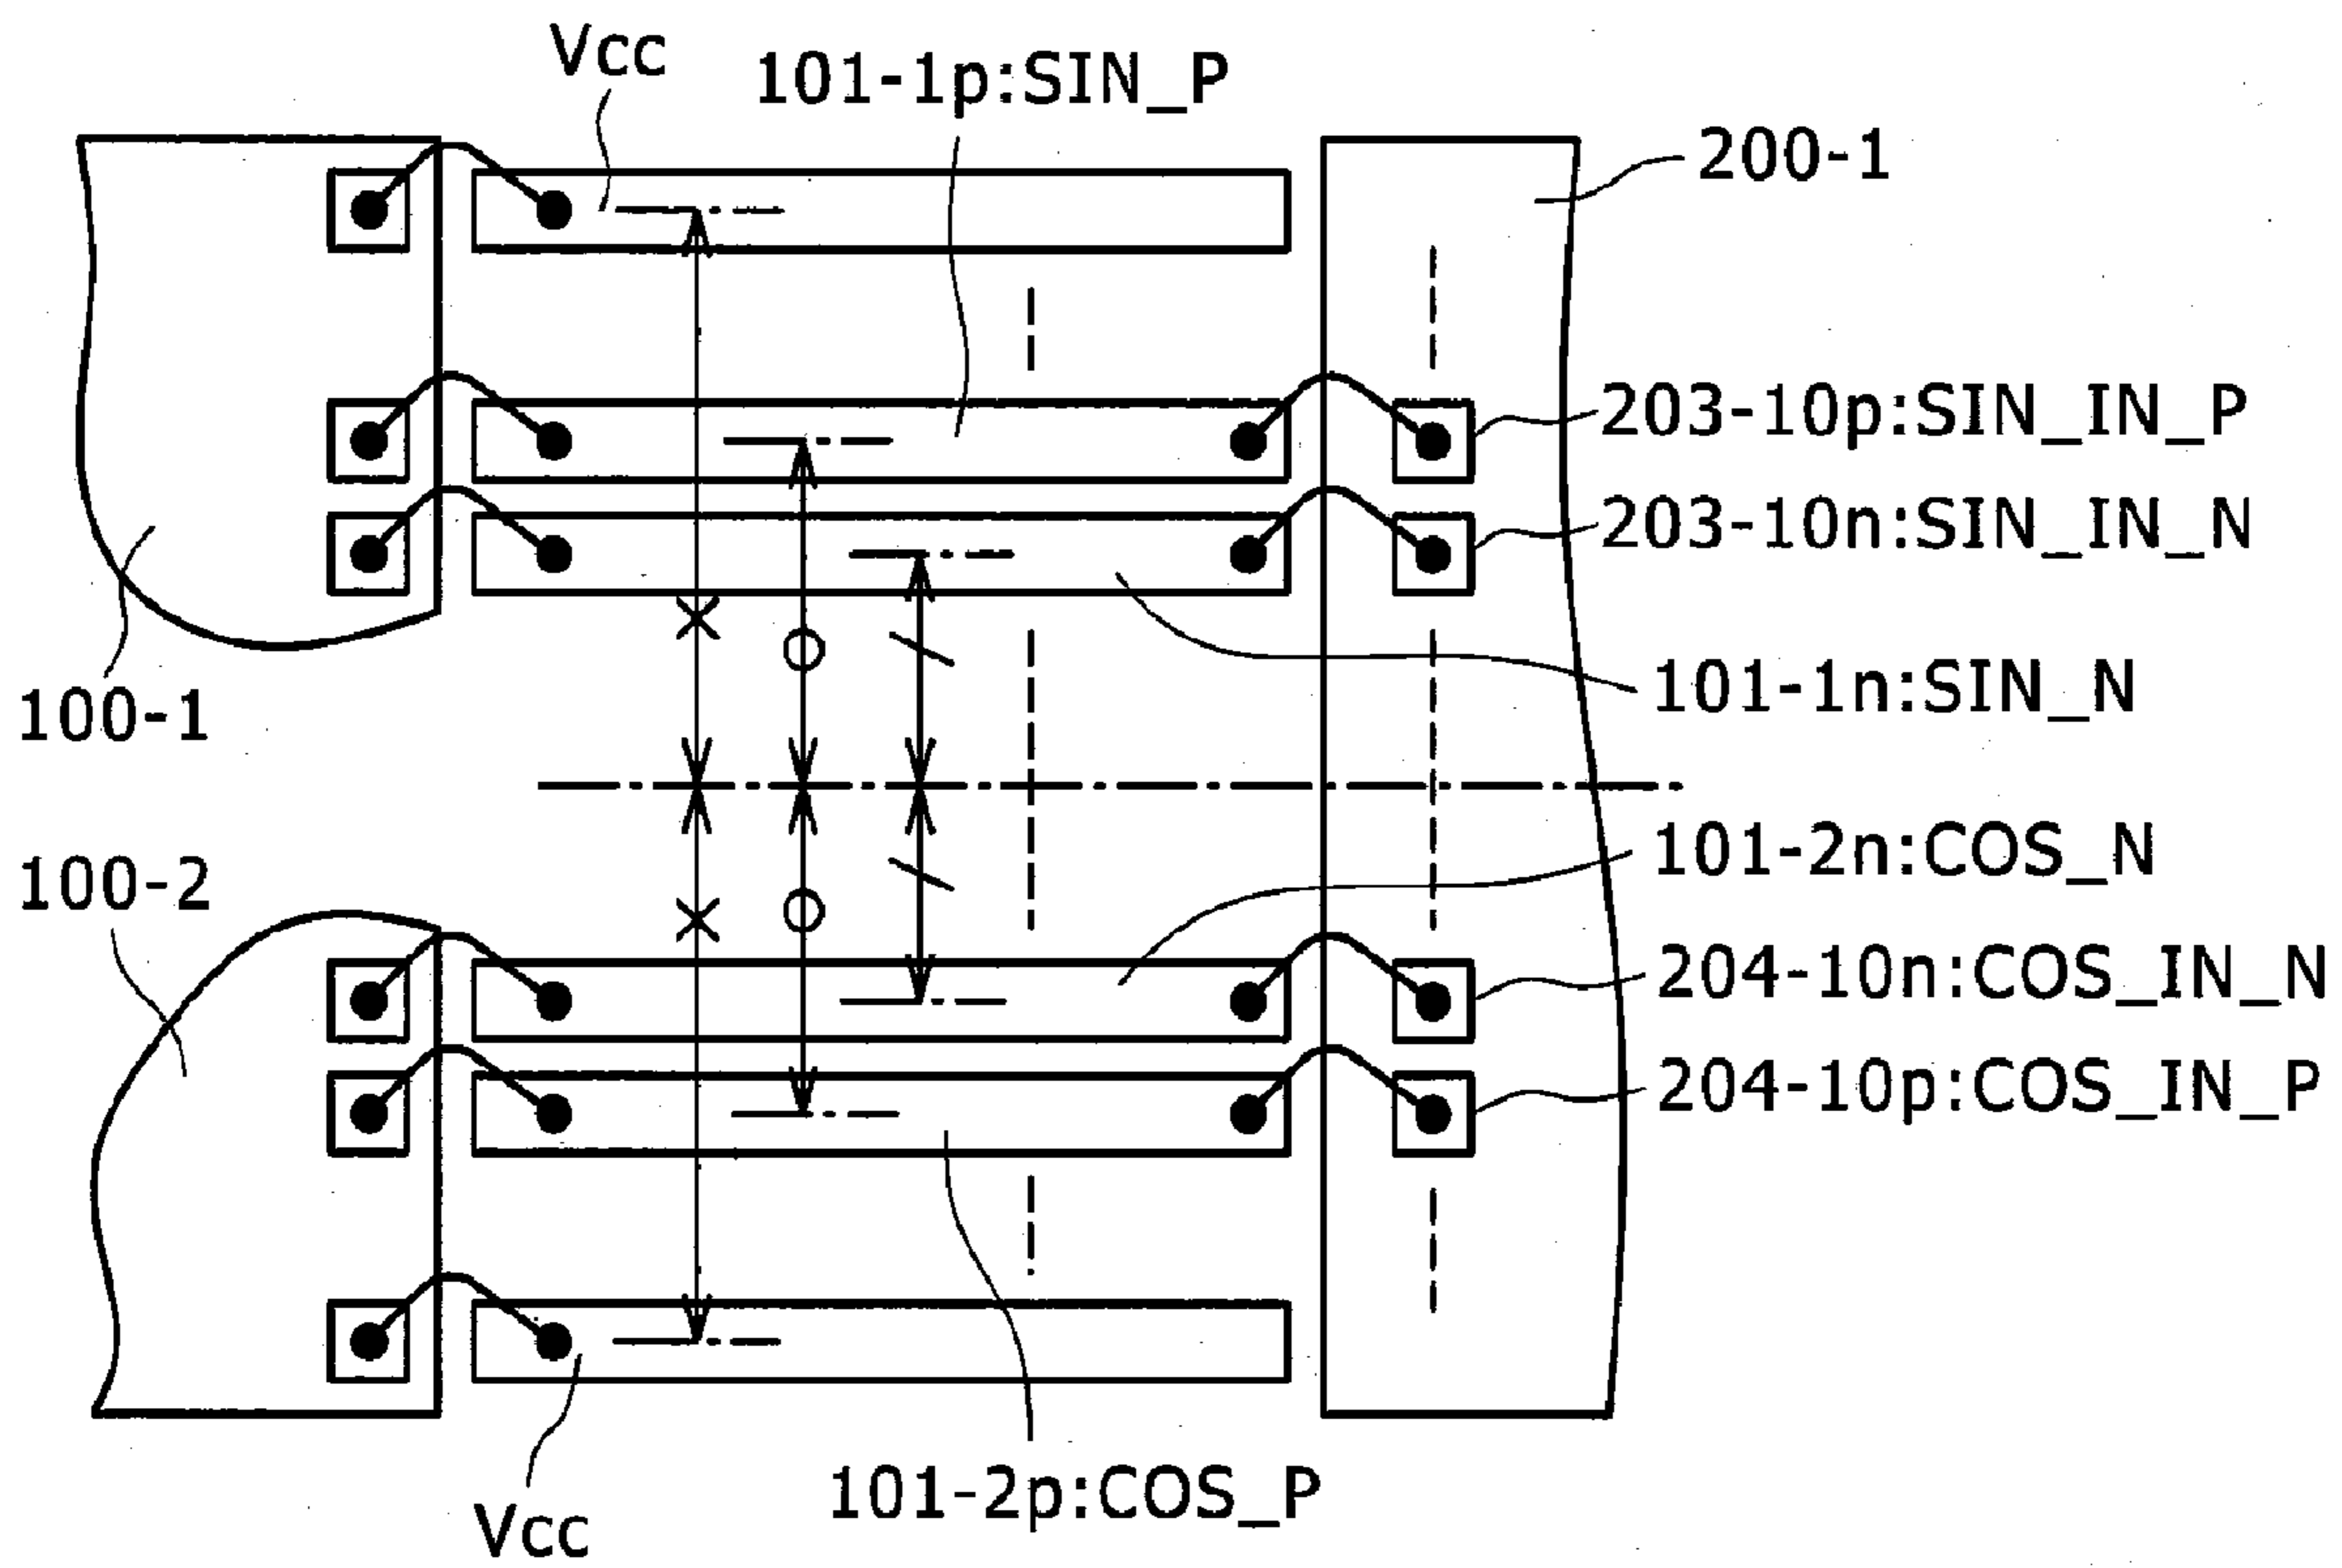 Vcc
101-1p:SIN_P
200-1
203-10p:SIN_IN_P
203-10n:SIN_IN_N
101-1n:SIN_N
100-1
101-2n:COS_N
100-2
204-10n:COS_IN_N
204-10p:COS_IN_P
101-2p:COS_P
Vcc